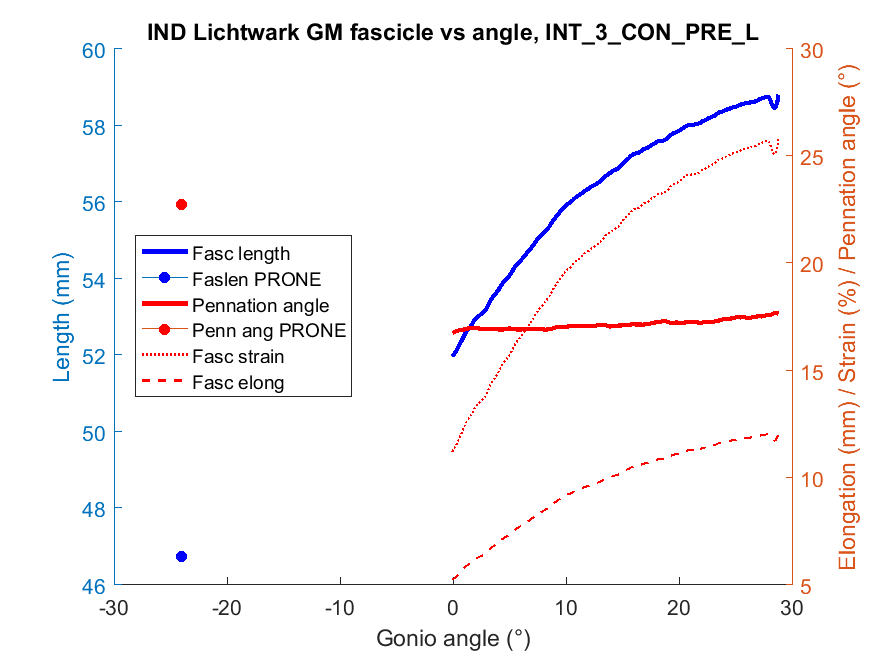 IND Lichtwark GM fascicle vs angle, INT_3_CON_PRE_L
60
58
56
54
52
50
48
46
Length (mm)
30
25
20
15
10
5
Elongation (mm) / Strain (%) / Pennation angle (°)
Fasc length
Faslen PRONE
Pennation angle
Penn ang PRONE
Fasc strain
Fasc elong
-30
-20
-10
0
10
20
30
Gonio angle (°)